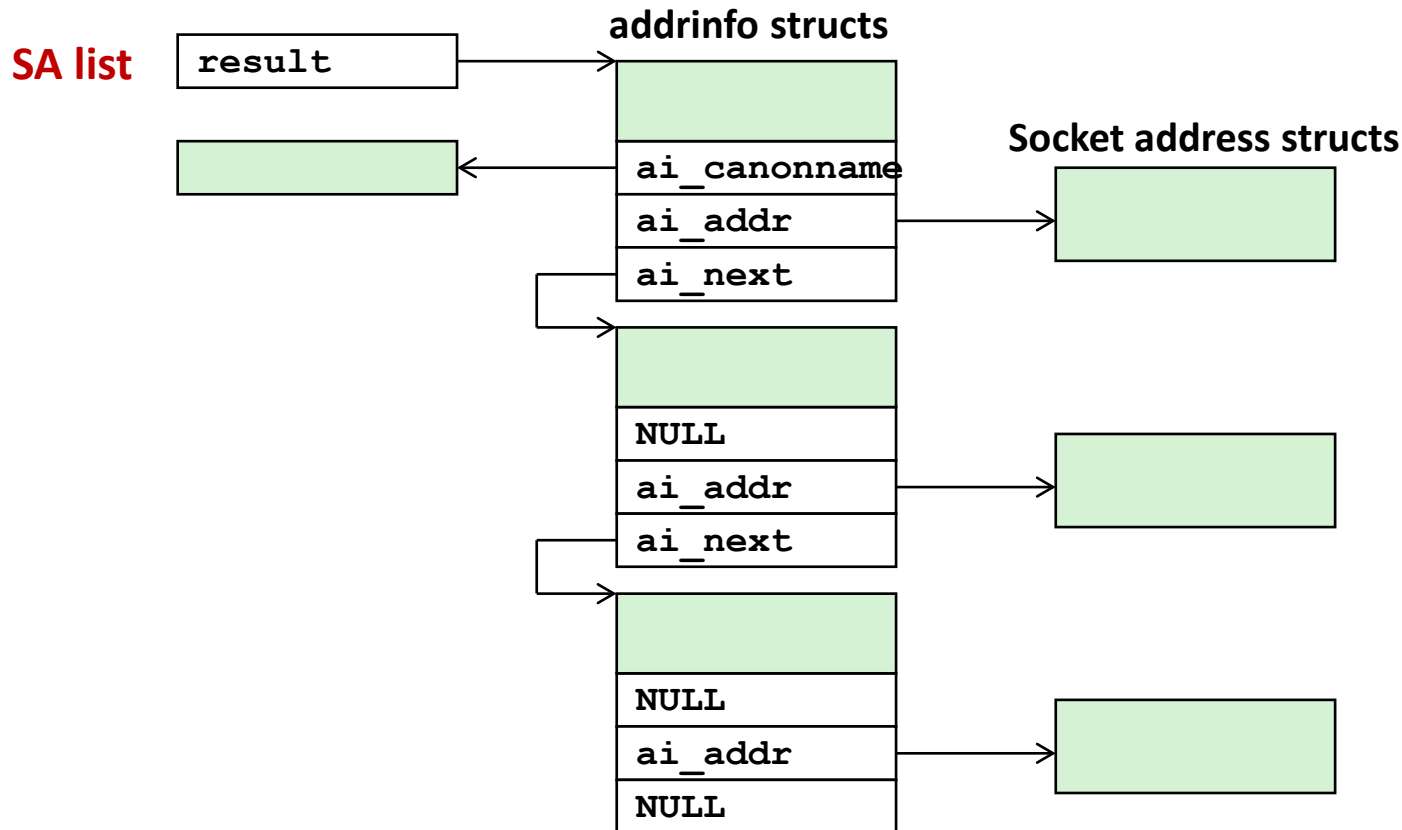 addrinfo structs
SA list
result
Socket address structs
ai_canonname
ai_addr
ai_next
NULL
ai_addr
ai_next
NULL
ai_addr
NULL